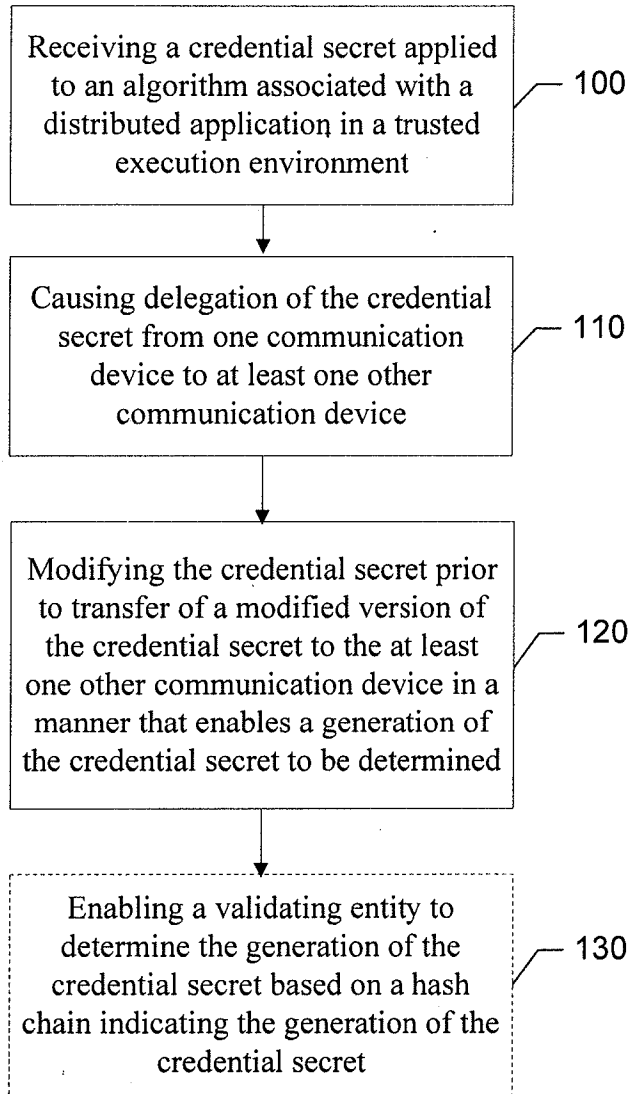 Receiving a credential secret applied
to an algorithm associated with a
distributed application in a trusted
execution environment
100
Causing delegation of the credential
secret from one communication
device to at least one other
communication device
110
Modifying the credential secret prior
to transfer of a modified version of
the credential secret to the at least
one other communication device in a
manner that enables a generation of
the credential secret to be determined
120
Enabling a validating entity to
determine the generation of the
credential secret based on a hash
chain indicating the generation of the
credential secret
130